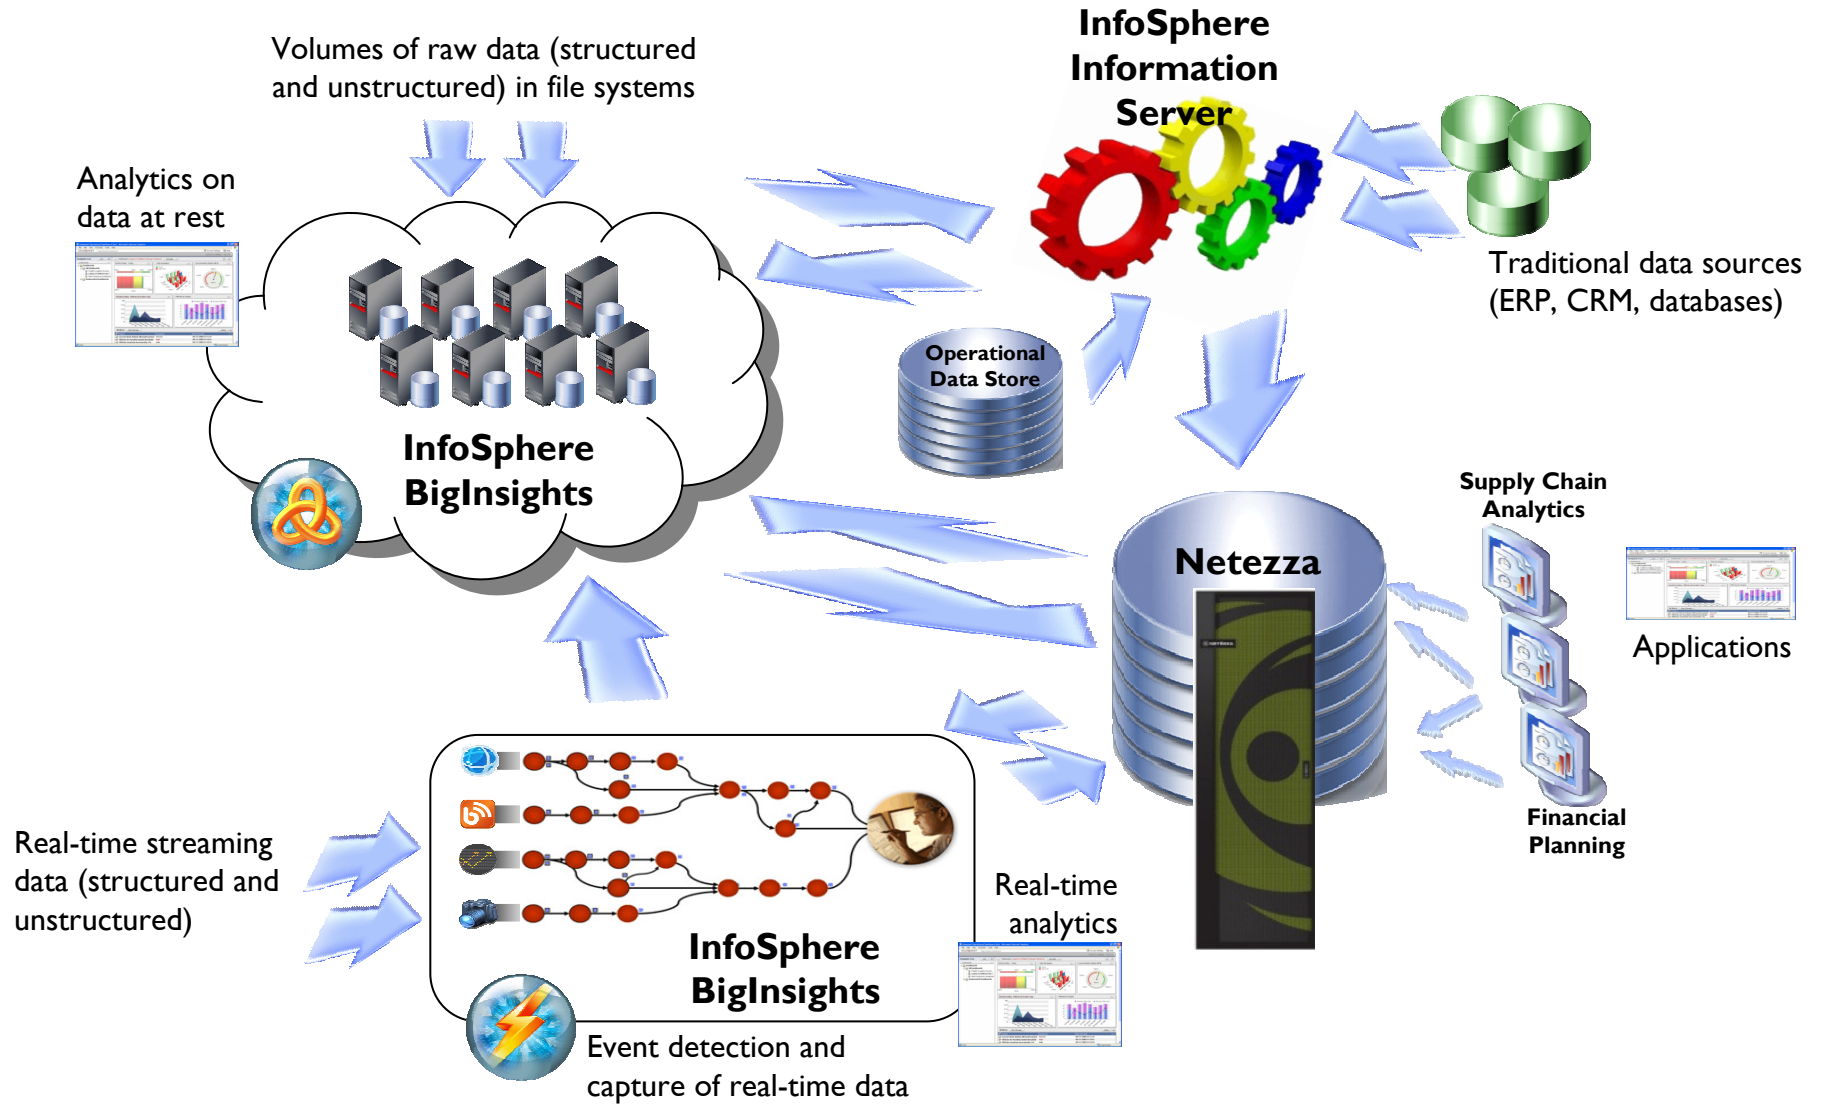 Volumes of raw data (structured
and unstructured) in file systems
InfoSphere
Information
Server
Analytics on
data at rest
Traditional data sources
(ERP, CRM, databases)
Operational
Data Store
InfoSphere
BigInsights
Supply Chain
Analytics
Netezza
Applications
Financial
Planning
Real-time streaming
data (structured and
unstructured)
Real-time
analytics
InfoSphere
BigInsights
Event detection and
capture of real-time data